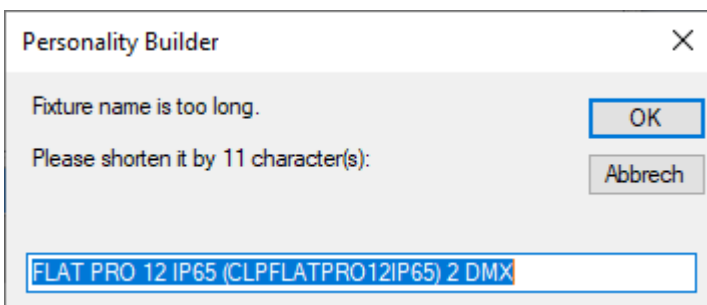 Personality Builder
Fixture name is too long.
OK
Please shorten it by 11 character(s):
Abbrech
FLAT PRO 12 IP65 (CLPFLATPRO12IP65) 2 DMX